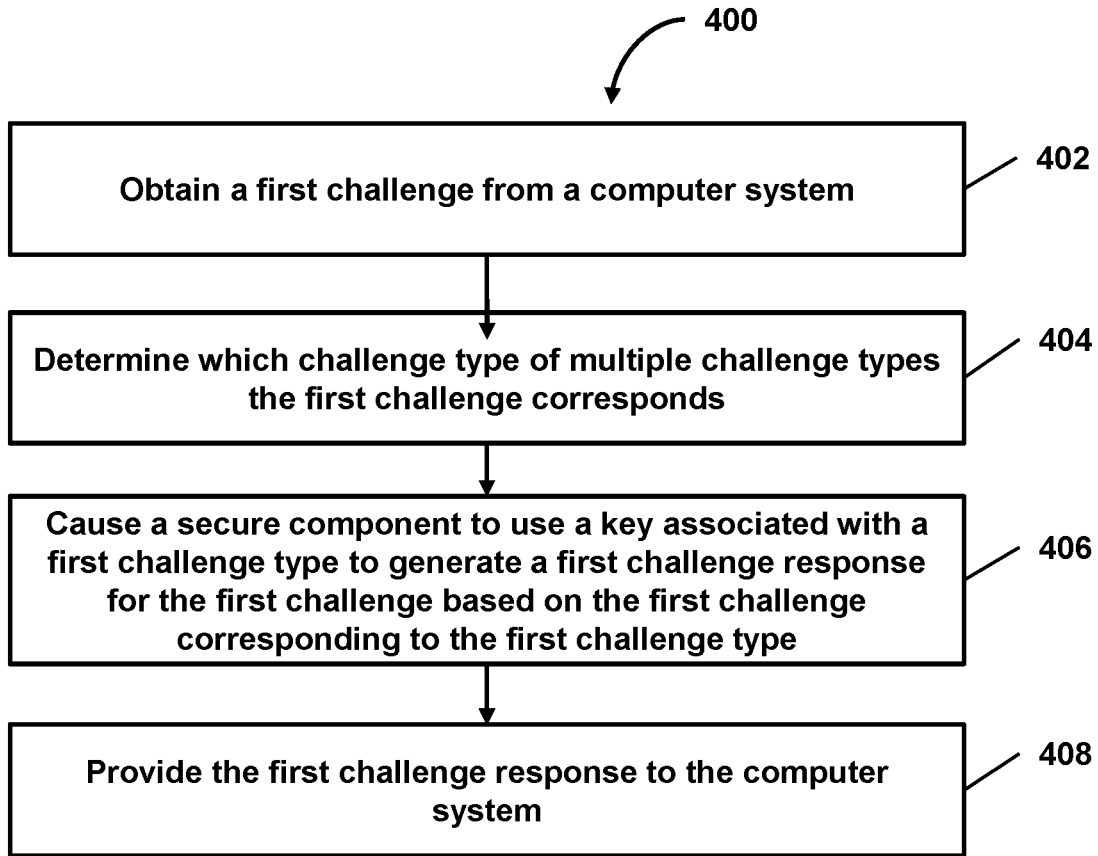 400
402
Obtain a first challenge from a computer system
404
Determine which challenge type of multiple challenge types
the first challenge corresponds
Cause a secure component to use a key associated with a
first challenge type to generate a first challenge response
for the first challenge based on the first challenge
corresponding to the first challenge type
406
Provide the first challenge response to the computer
system
408